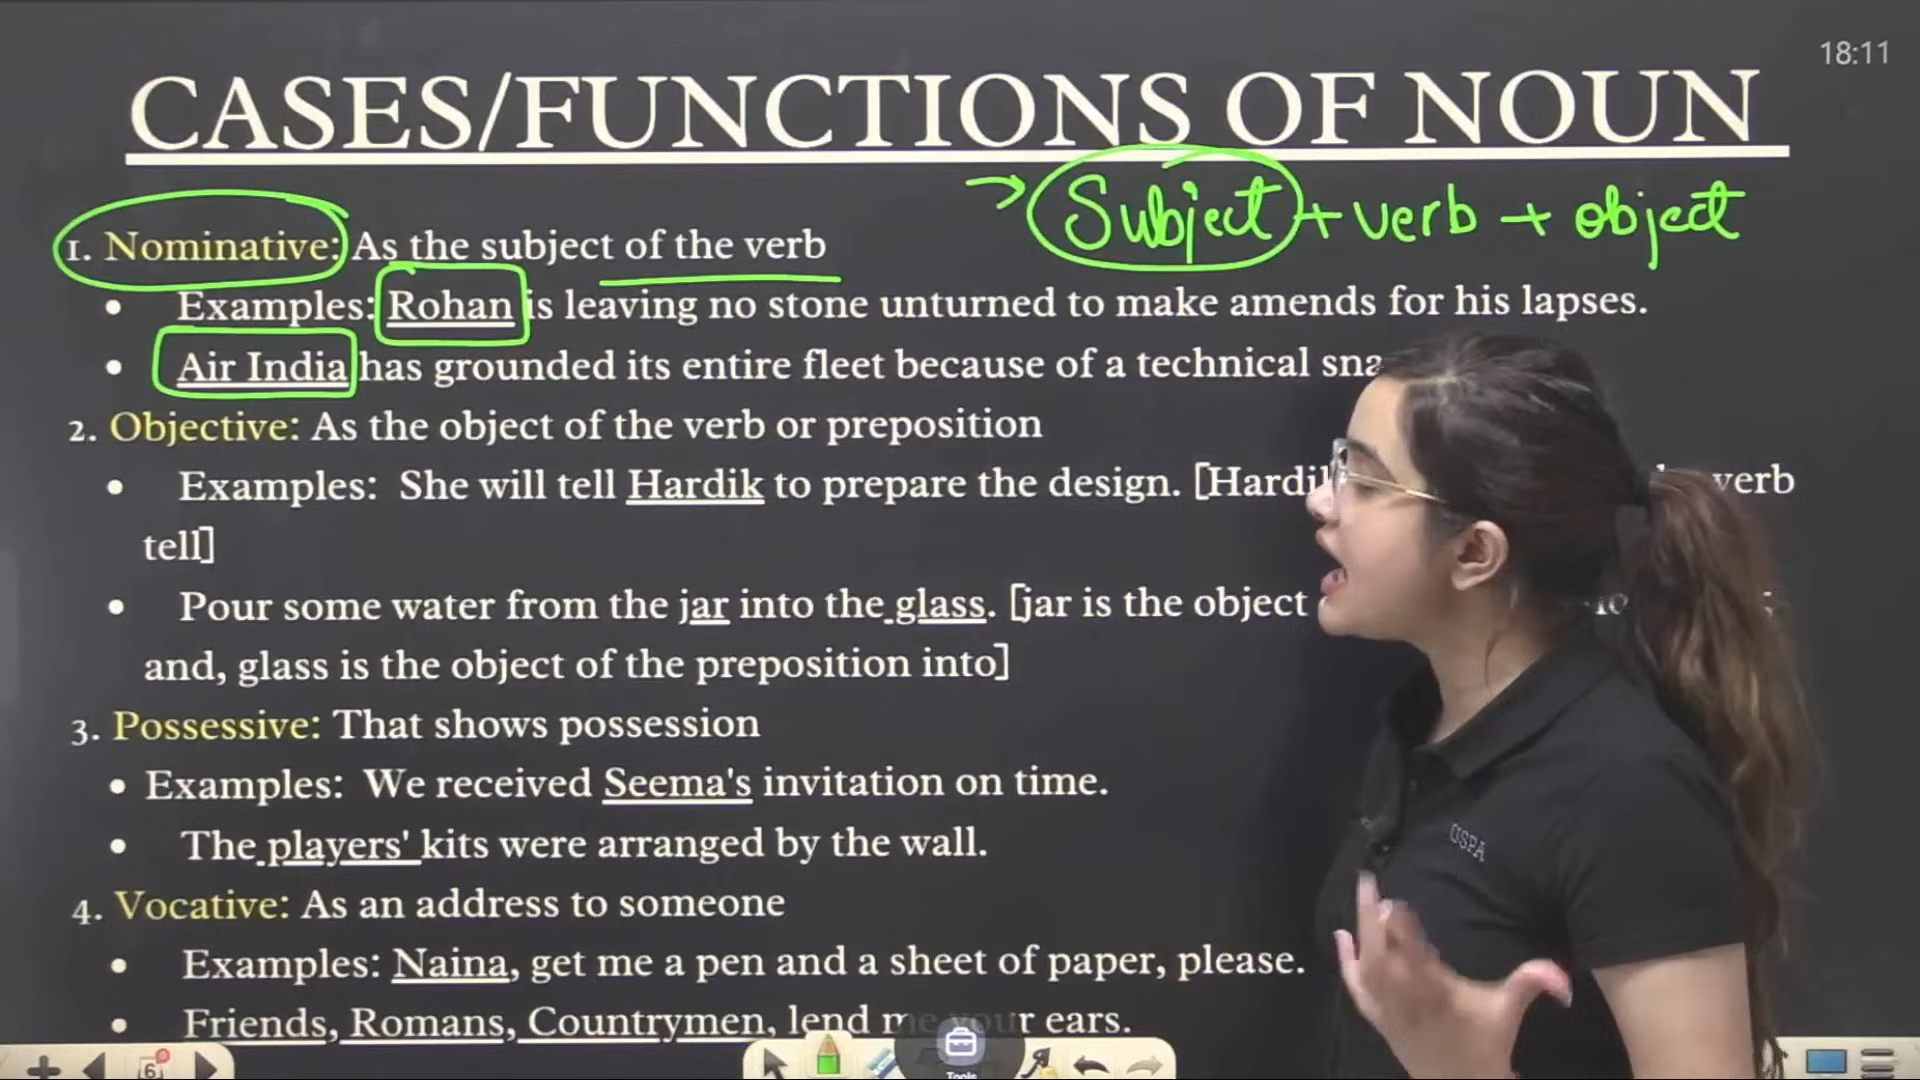 18:11
CASES/FUNCTIONS OF NOUN
→ Subject + verb + object
1. Nominative: As the subject of the verb
• Examples: Rohan is leaving no stone unturned to make amends for his lapses.
• Air India has grounded its entire fleet because of a technical
2. Objective: As the object of the verb or preposition
• Examples: She will tell Hardik to prepare the design. [ verb
tell]
• Pour some water from the jar into the glass. [jar is the object
and, glass is the object of the preposition into]
3. Possessive: That shows possession
• Examples: We received Seema's invitation on time.
• The players' kits were arranged by the wall.
USPA
4. Vocative: As an address to someone
• Examples: Naina, get me a pen and a sheet of paper, please.
• Friends, Romans, Countrymen, lend me your ears.
6
Tools